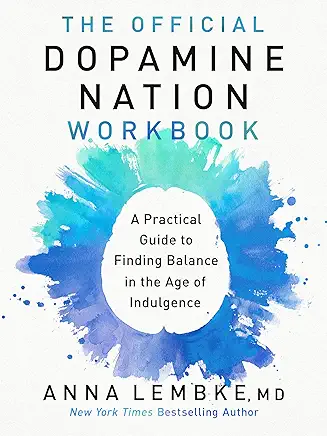 THE OFFICIAL
DOPAMINE
NATION
WORKBOOK
A Practical
Guide to
Finding Balance
in the Age of
Indulgence
ANNA LEMBKE, MD
New York Times Bestselling Author